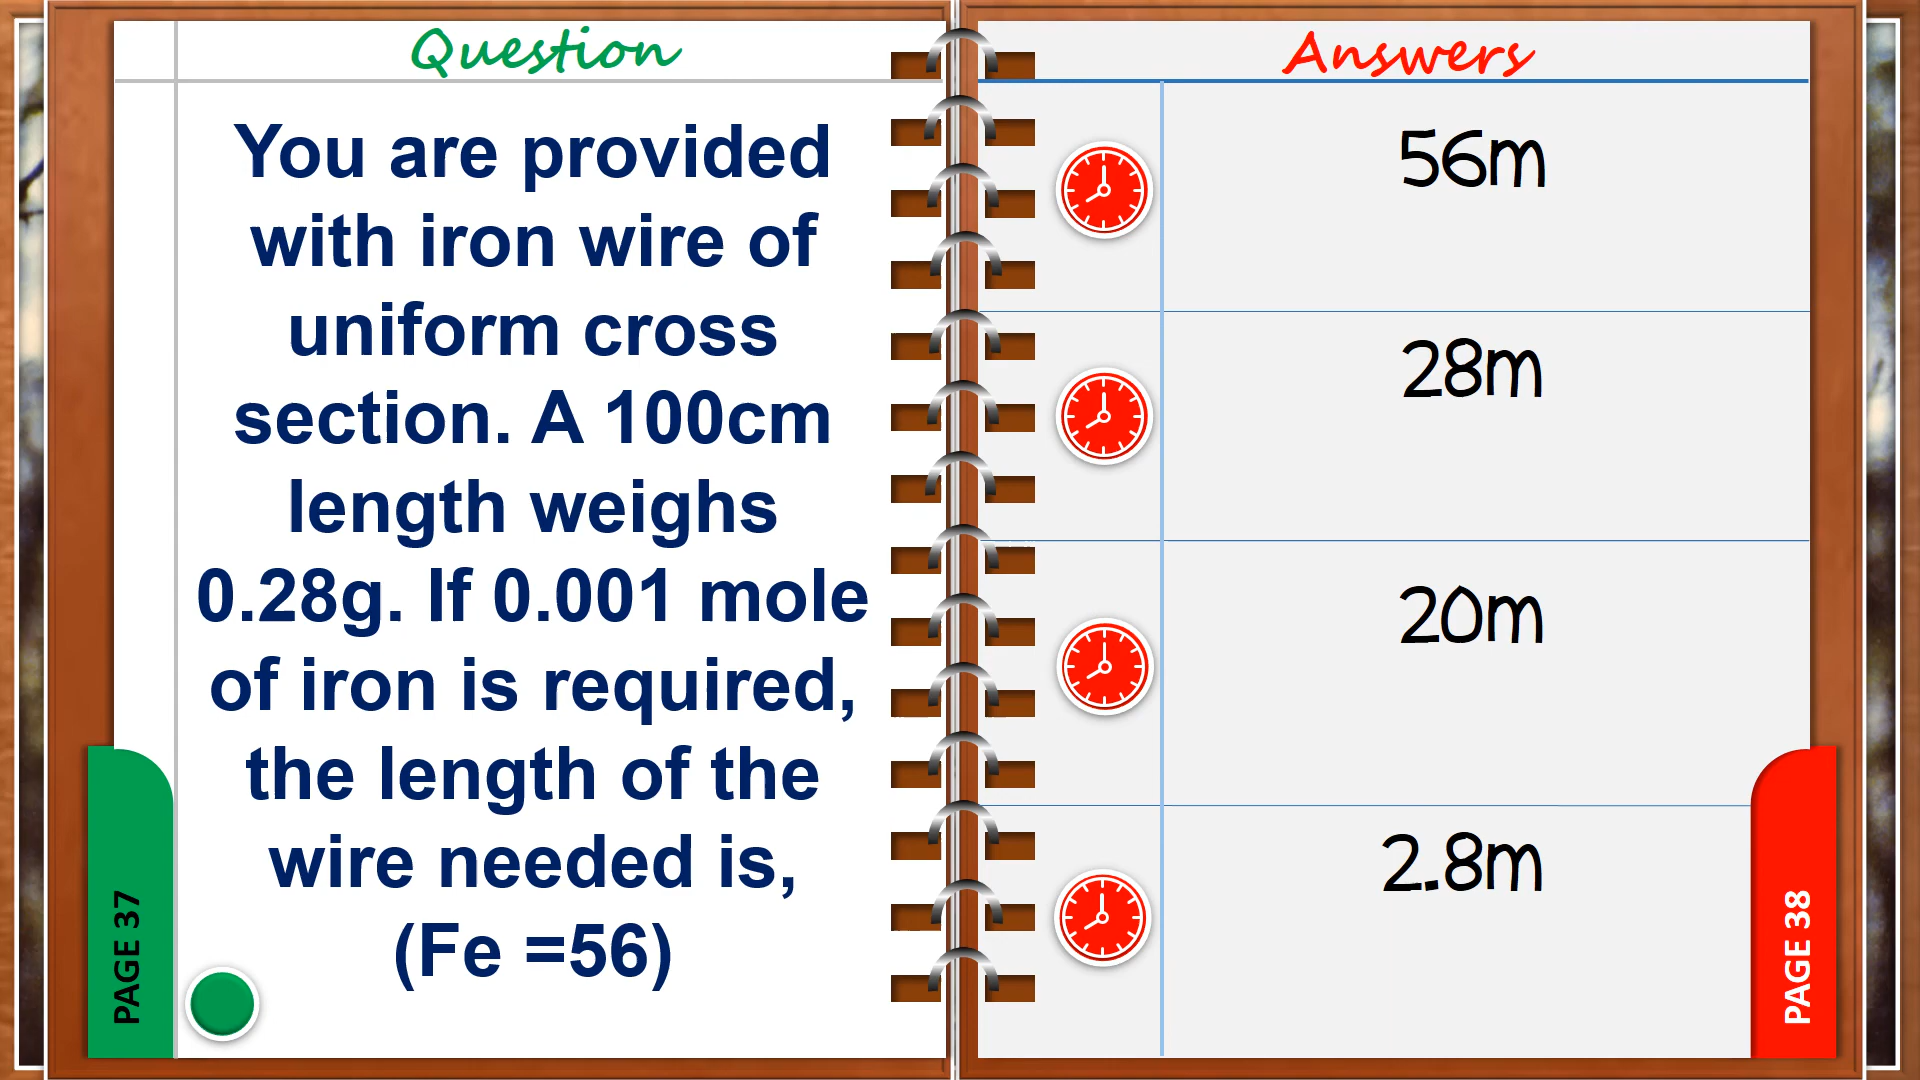 Question
You are provided
with iron wire of
uniform cross
section. A 100cm
length weighs
0.28g. If 0.001 mole
of iron is required,
the length of the
wire needed is,
(Fe =56)
PAGE 37
Answers
56m
28m
20m
2.8m
PAGE 38